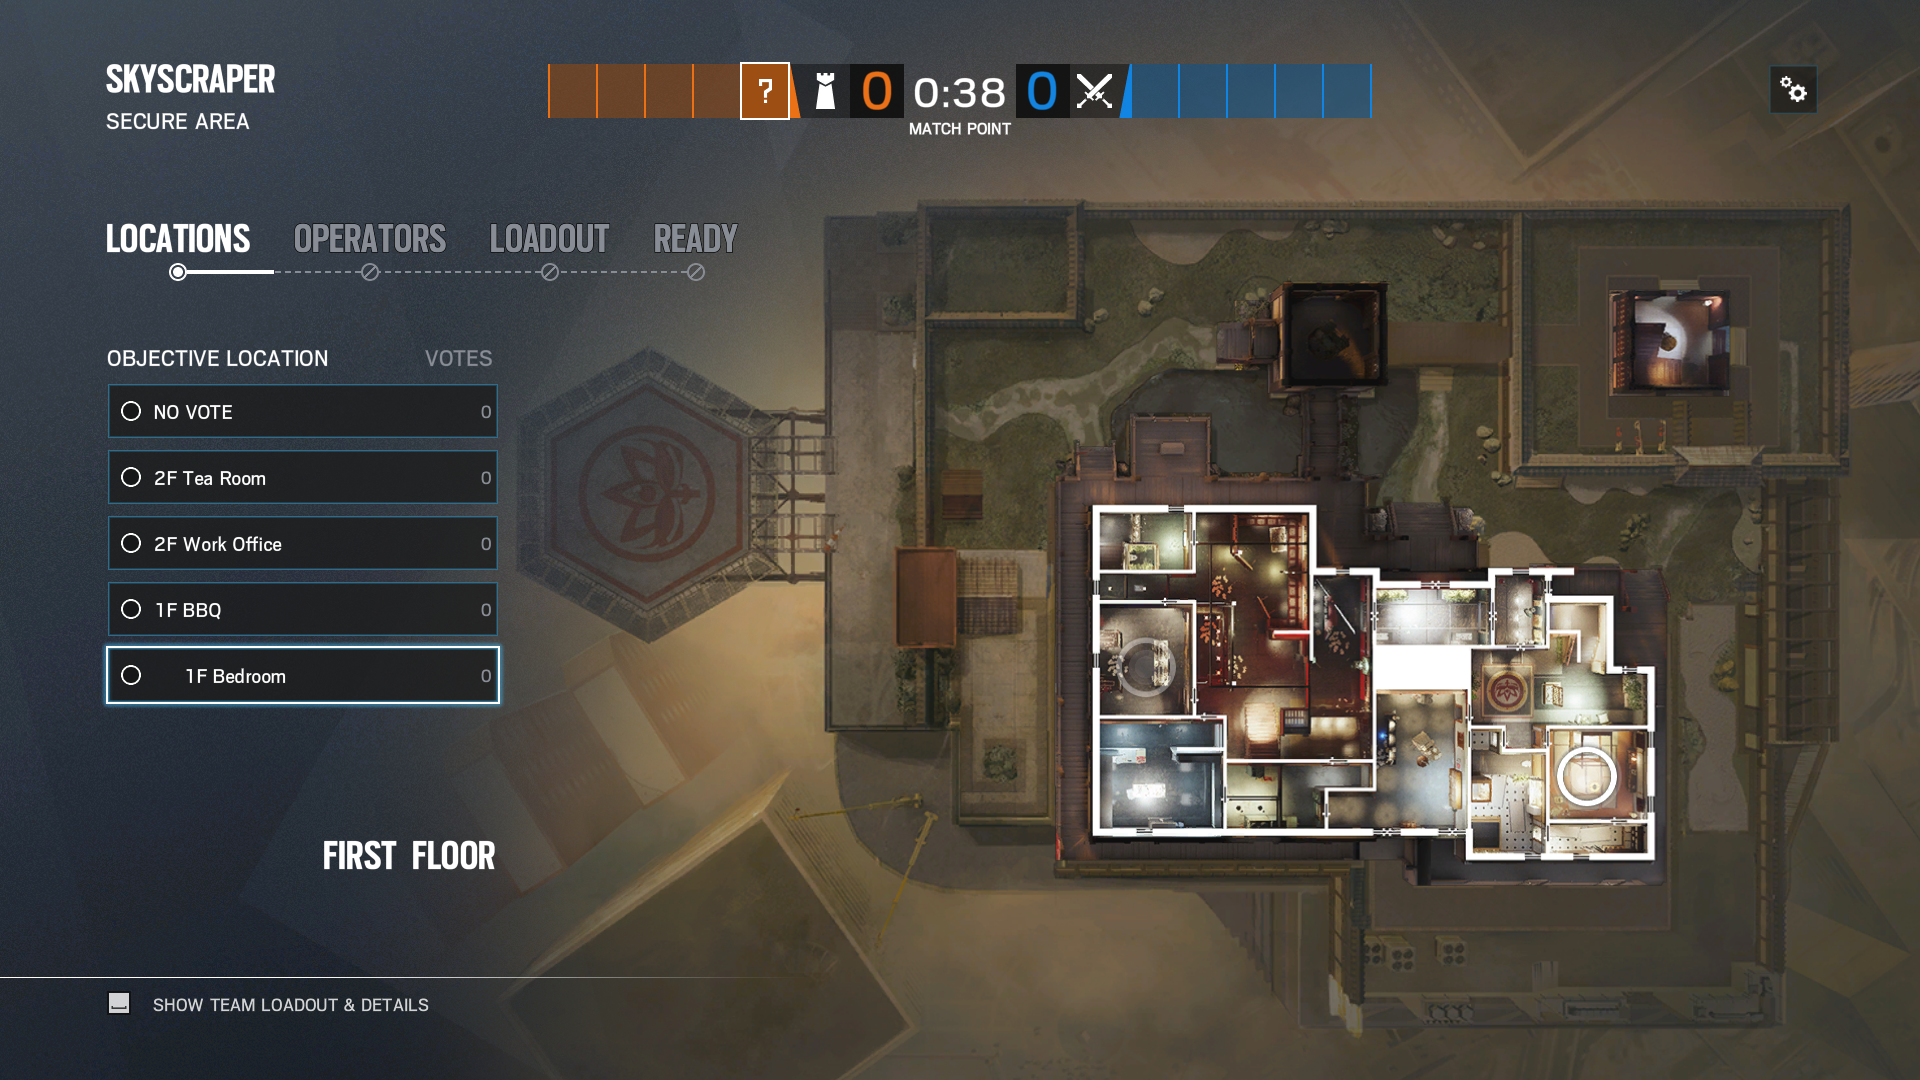 SKYSCRAPER
SECURE AREA
?
0
0:38
0
MATCH POINT
LOCATIONS
OPERATORS
LOADOUT
READY
OBJECTIVE LOCATION
VOTES
NO VOTE
0
2F Tea Room
0
2F Work Office
0
1F BBQ
0
1F Bedroom
0
FIRST FLOOR
SHOW TEAM LOADOUT & DETAILS